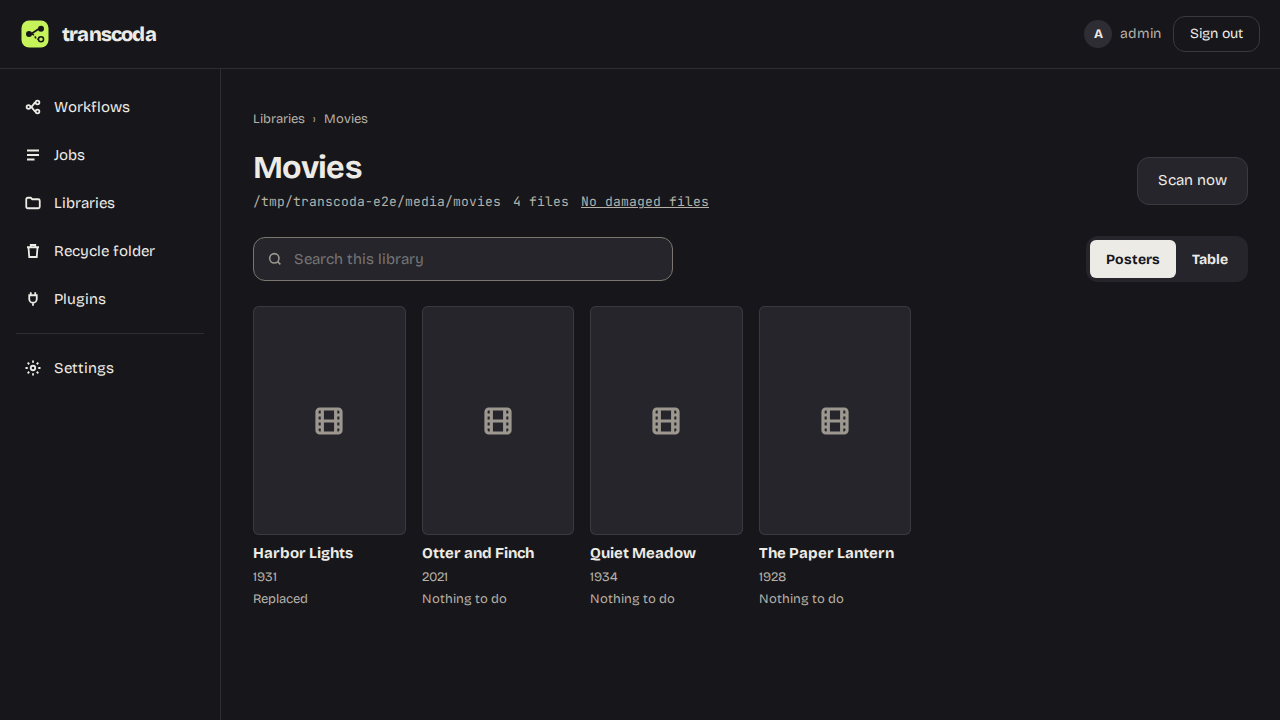 transcoda
A admin Sign out
Workflows
Jobs
Libraries
Recycle folder
Plugins
Settings
Libraries › Movies
Movies
/tmp/transcoda-e2e/media/movies 4 files No damaged files
Scan now
Search this library
Posters Table
Harbor Lights
1931
Replaced
Otter and Finch
2021
Nothing to do
Quiet Meadow
1934
Nothing to do
The Paper Lantern
1928
Nothing to do